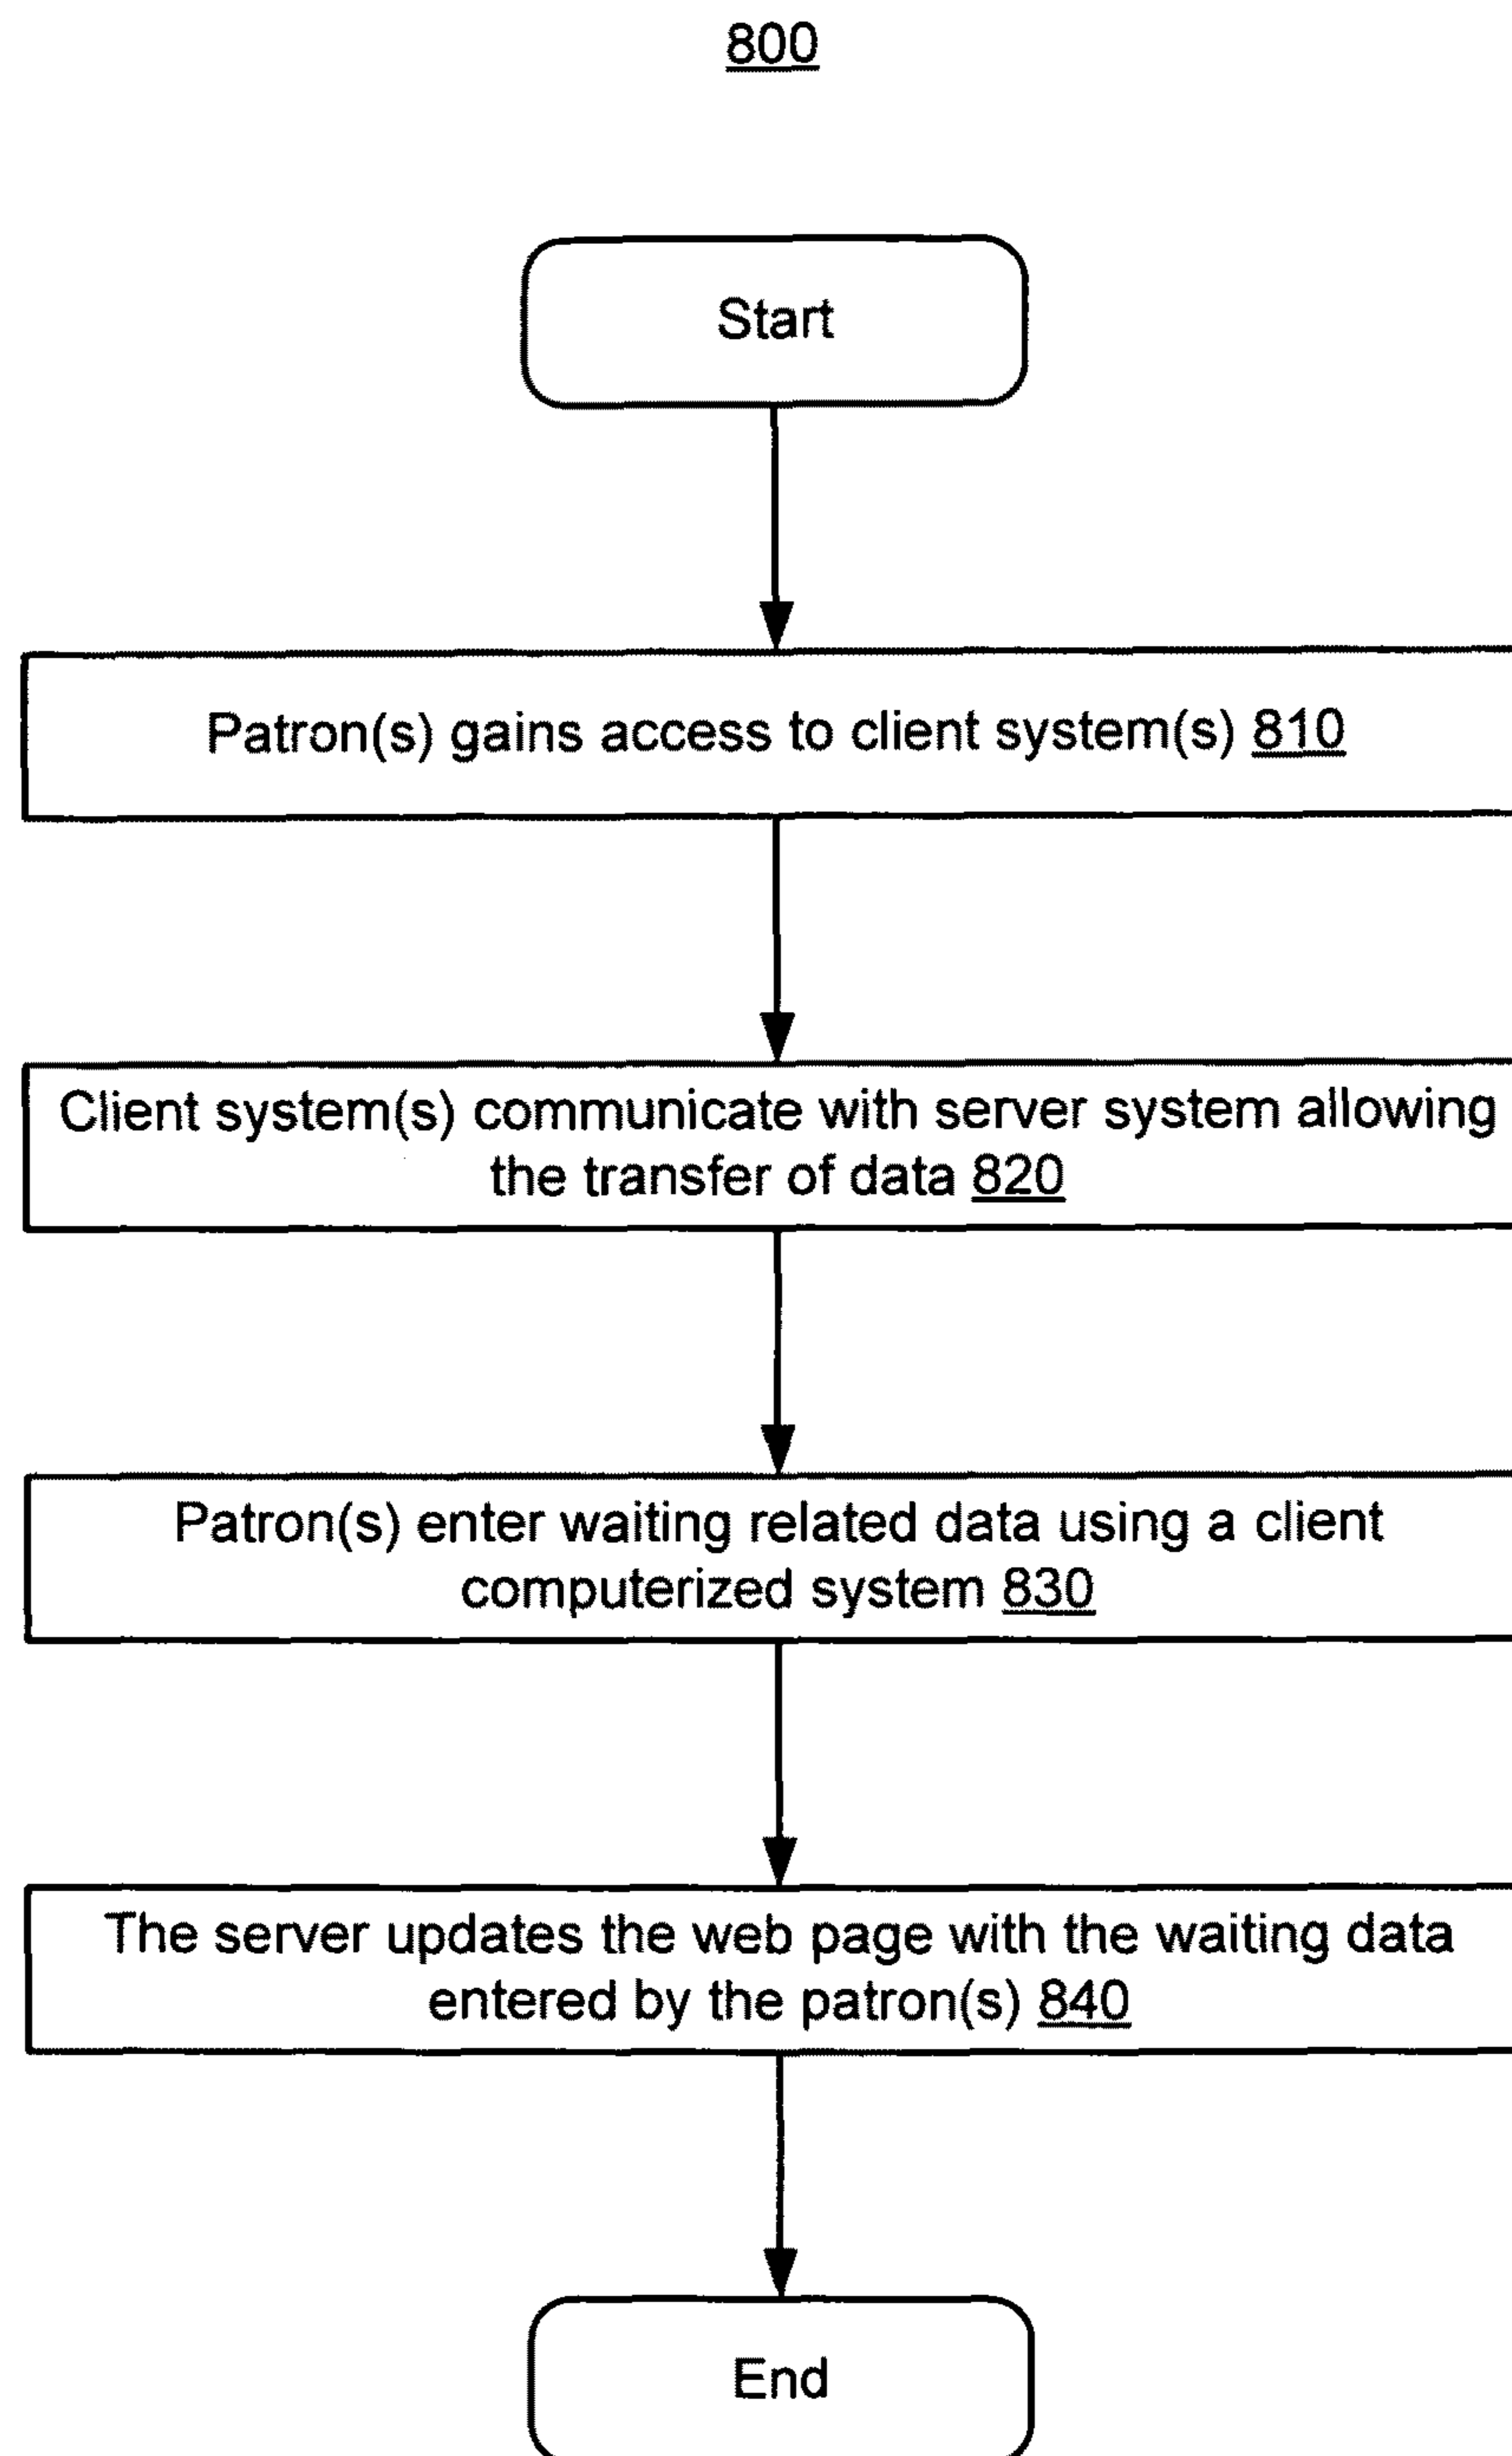 800
Start
Patron(s) gains access to client system(s) 810
Client system(s) communicate with server system allowing
the transfer of data 820
Patron(s) enter waiting related data using a client
computerized system 830
The server updates the web page with the waiting data
entered by the patron(s) 840
End